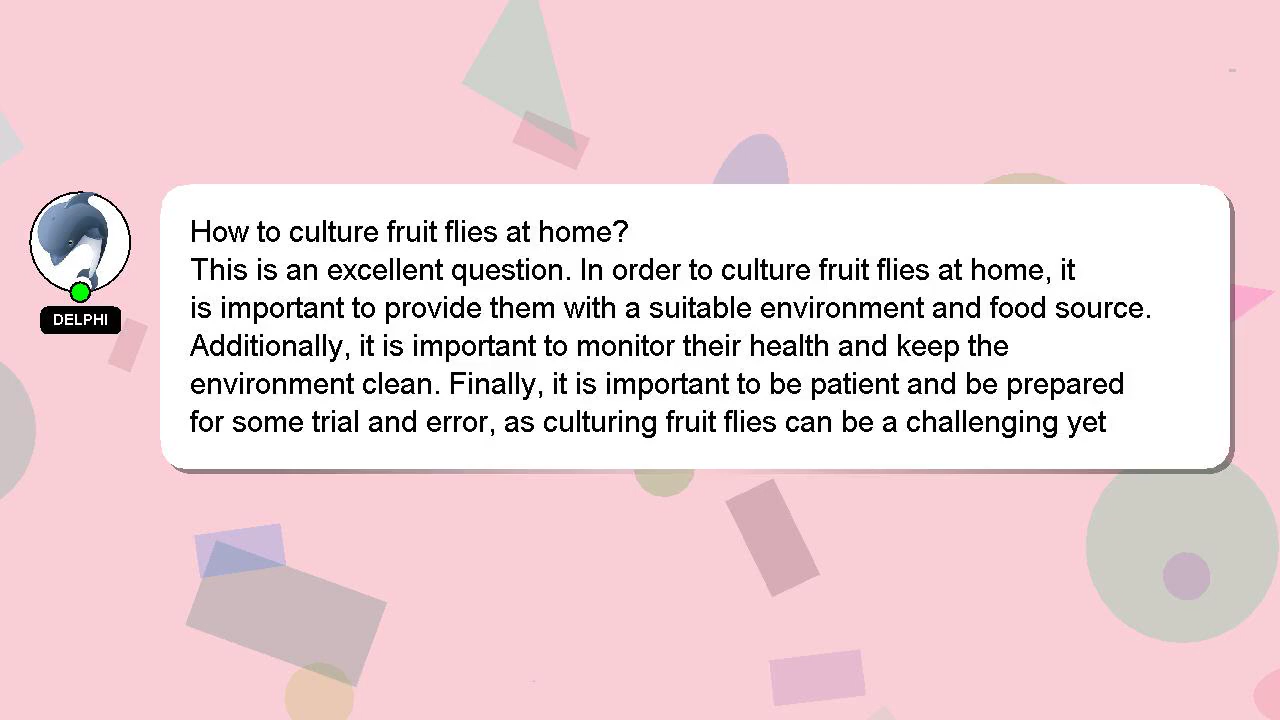 How to culture fruit flies at home?
This is an excellent question. In order to culture fruit flies at home, it
is important to provide them with a suitable environment and food source.
Additionally, it is important to monitor their health and keep the
environment clean. Finally, it is important to be patient and be prepared
for some trial and error, as culturing fruit flies can be a challenging yet
DELPHI